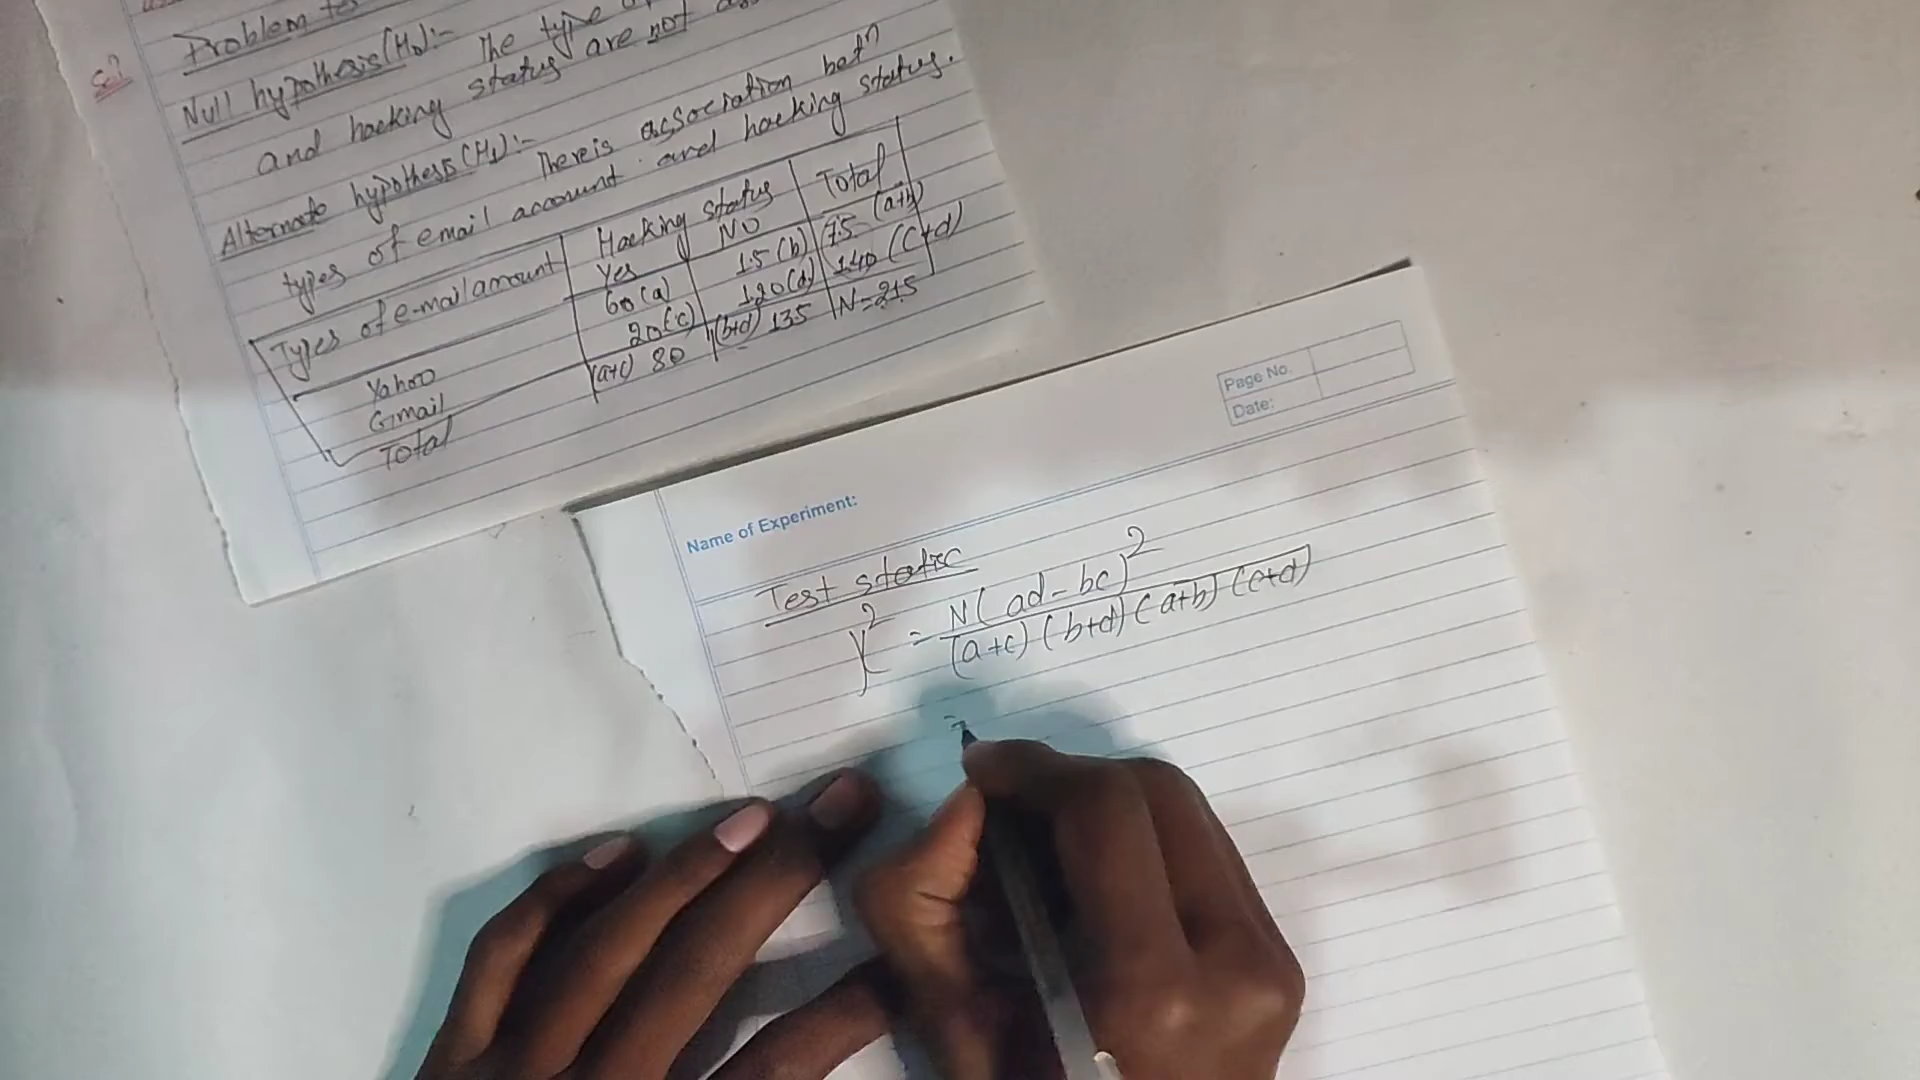 Problem
Null hypothesis (H₀):- The type
and hacking status are not
Alternate hypothesis (H₁):- There is association betⁿ
types of email account and hacking status.
Types of e-mail amount Hacking status Total
Yes NO
Yahoo 60 (a) 15 (b) 75 (a+b)
Gmail 20 (c) 120 (d) 140 (c+d)
Total (a+c) 80 (b+d) 135 N=215
Page No.
Date:
Name of Experiment:
Test static
χ² = N(ad-bc)²
(a+c) (b+d) (a+b) (c+d)
=